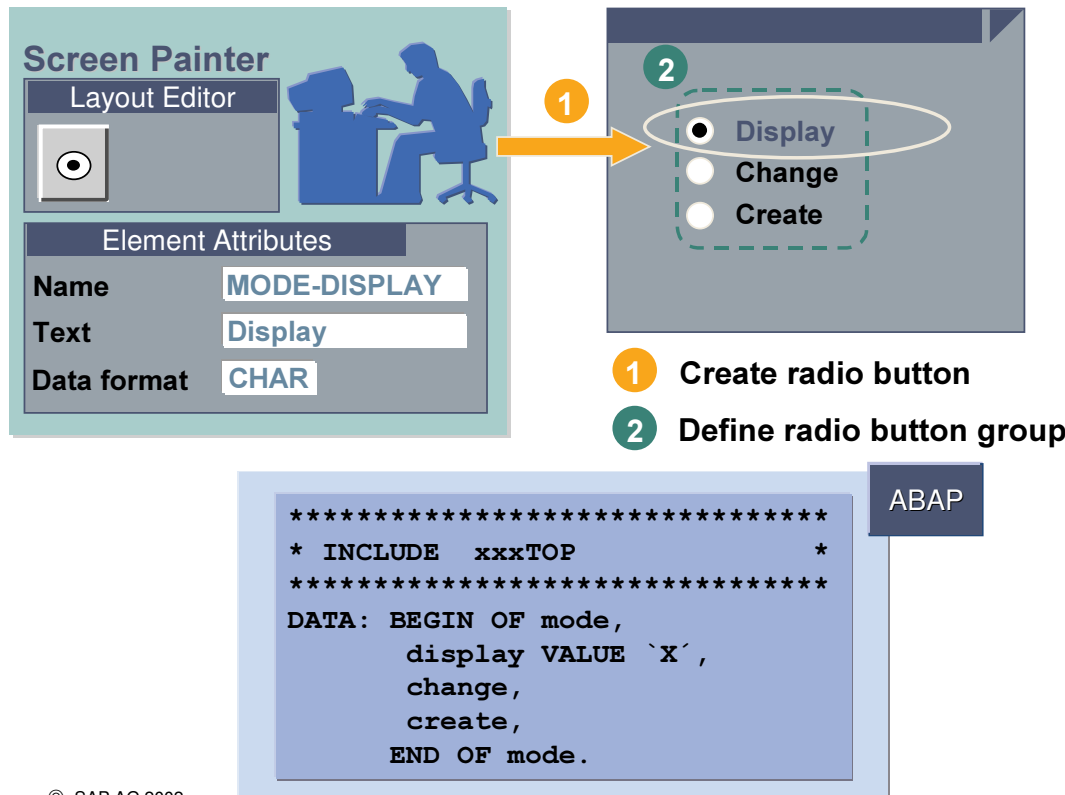 Screen Painter
Layout Editor
Element Attributes
Name MODE-DISPLAY
Text Display
Data format CHAR
1
2
Display
Change
Create
1 Create radio button
2 Define radio button group
ABAP
********************************
* INCLUDE xxxTOP *
********************************
DATA: BEGIN OF mode,
display VALUE `X´,
change,
create,
END OF mode.